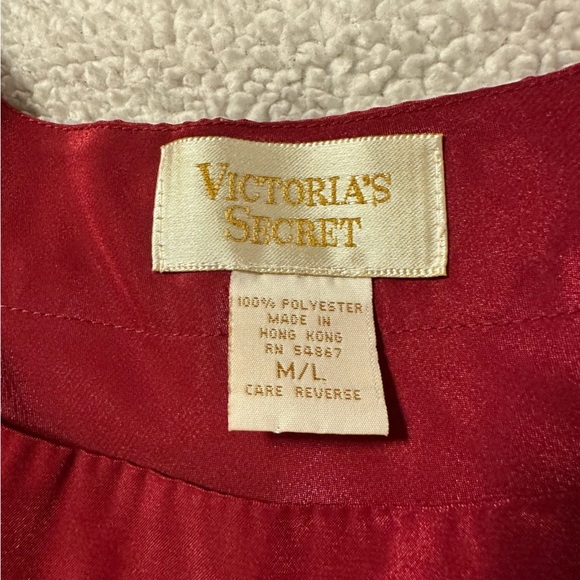 VICTORIA'S
SECRET
100% POLYESTER
MADE IN
HONG KONG
RN 54867
M/L
CARE REVERSE